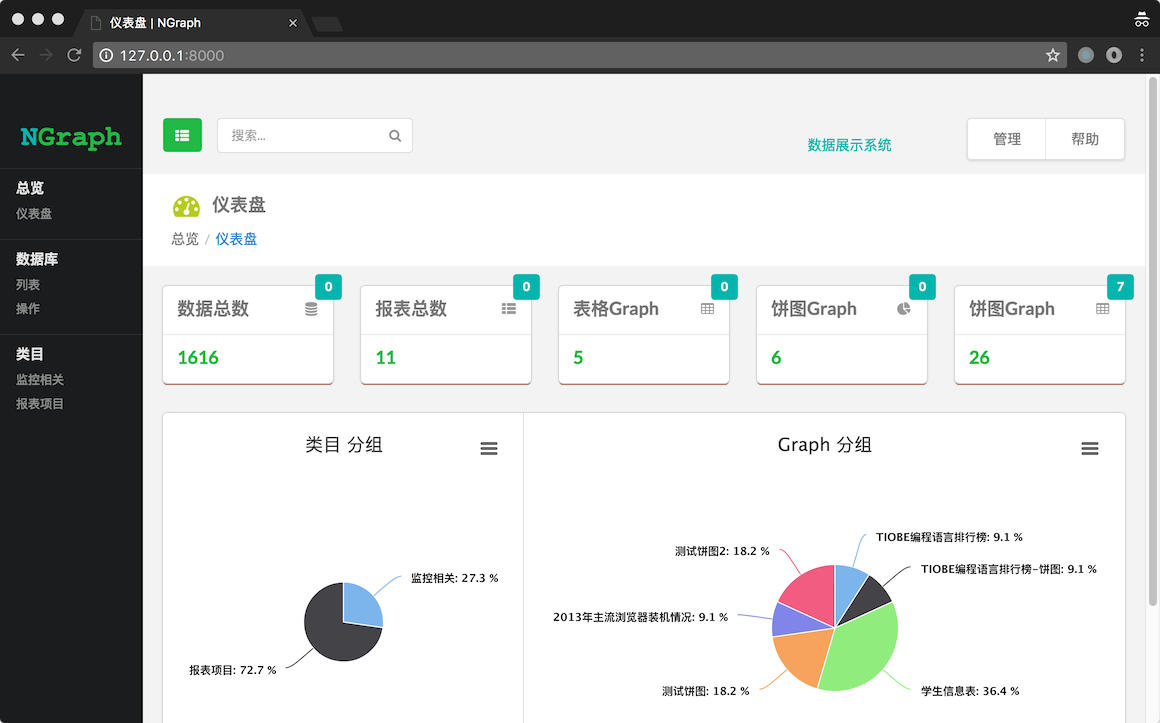 仪表盘 | NGraph
127.0.0.1:8000
NGraph
总览
仪表盘
数据库
列表
操作
类目
监控相关
报表项目
搜索...
数据展示系统
管理
帮助
仪表盘
总览 / 仪表盘
0
数据总数
1616
0
报表总数
11
0
表格Graph
5
0
饼图Graph
6
7
饼图Graph
26
类目 分组
监控相关: 27.3 %
报表项目: 72.7 %
Graph 分组
TIOBE编程语言排行榜: 9.1 %
测试饼图2: 18.2 %
TIOBE编程语言排行榜-饼图: 9.1 %
2013年主流浏览器装机情况: 9.1 %
测试饼图: 18.2 %
学生信息表: 36.4 %